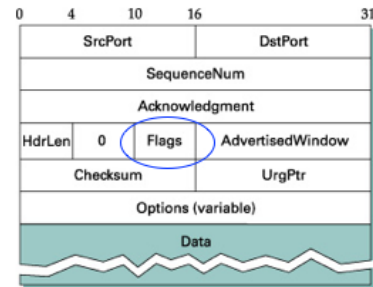 0 4 10 16 31
SrcPort DstPort
SequenceNum
Acknowledgment
HdrLen 0 Flags AdvertisedWindow
Checksum UrgPtr
Options (variable)
Data